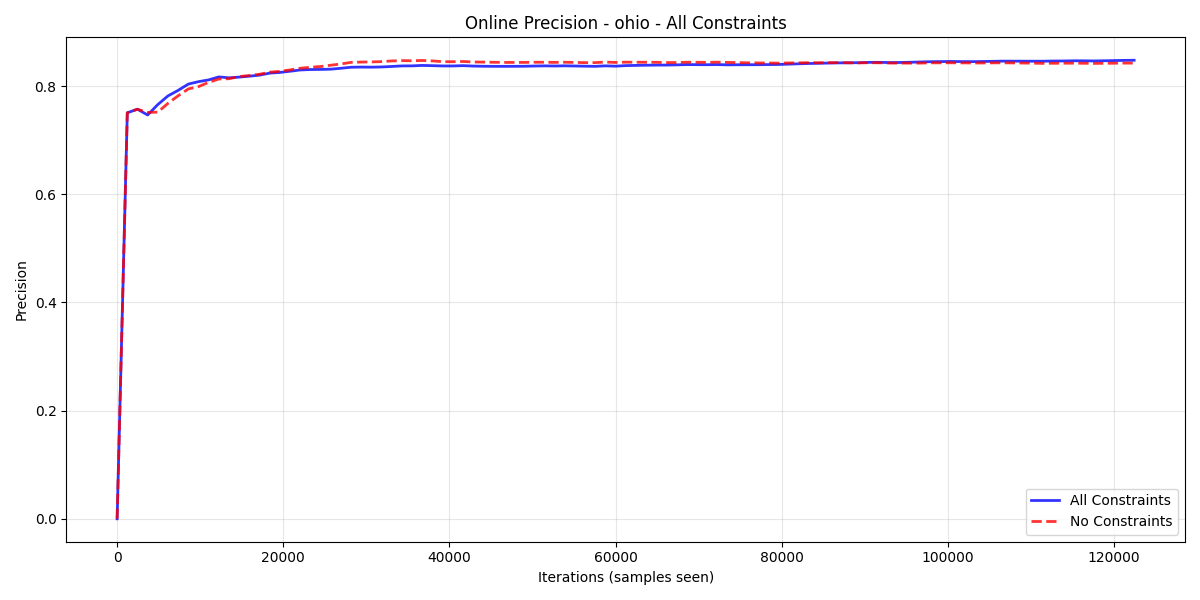 Online Precision - ohio - All Constraints
Precision
0.8
0.6
0.4
0.2
0.0
0 20000 40000 60000 80000 100000 120000
Iterations (samples seen)
All Constraints
No Constraints